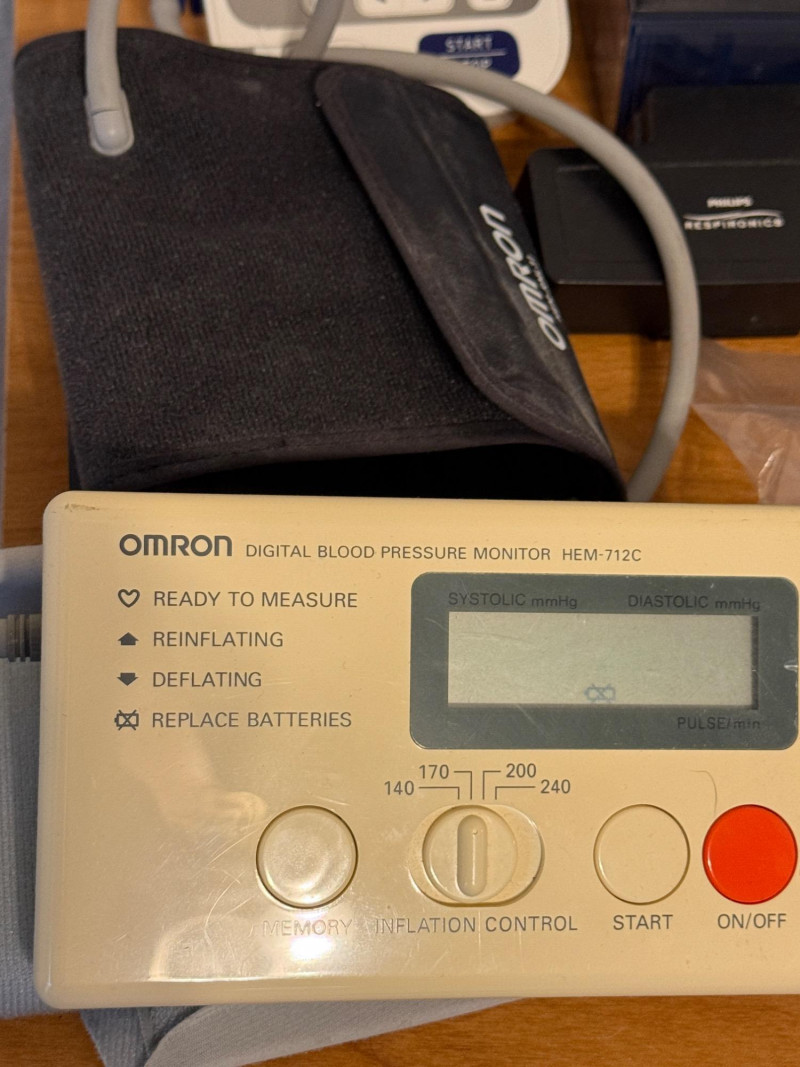 START
STOP
PHILIPS
RESPIRONICS
OMRON
OMRON DIGITAL BLOOD PRESSURE MONITOR HEM-712C
READY TO MEASURE
REINFLATING
DEFLATING
REPLACE BATTERIES
SYSTOLIC mmHg DIASTOLIC mmHg
PULSE/min
170 200
140 240
MEMORY INFLATION CONTROL START ON/OFF